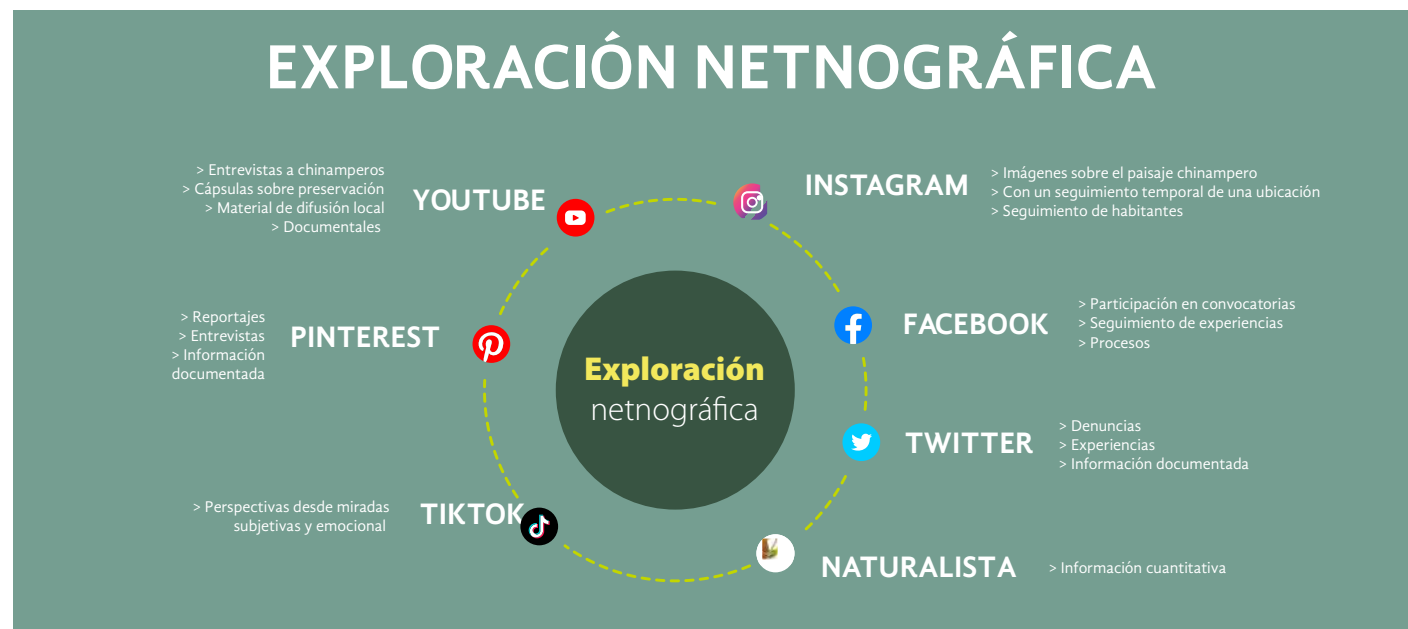 EXPLORACIÓN NETNOGRÁFICA
> Entrevistas a chinamperos
> Cápsulas sobre preservación
> Material de difusión local
> Documentales
YOUTUBE
INSTAGRAM
> Imágenes sobre el paisaje chinampero
> Con un seguimiento temporal de una ubicación
> Seguimiento de habitantes
> Reportajes
> Entrevistas
> Información
documentada
PINTEREST
FACEBOOK
> Participación en convocatorias
> Seguimiento de experiencias
> Procesos
Exploración
netnográfica
TWITTER
> Denuncias
> Experiencias
> Información documentada
> Perspectivas desde miradas
subjetivas y emocional
TIKTOK
NATURALISTA
> Información cuantitativa